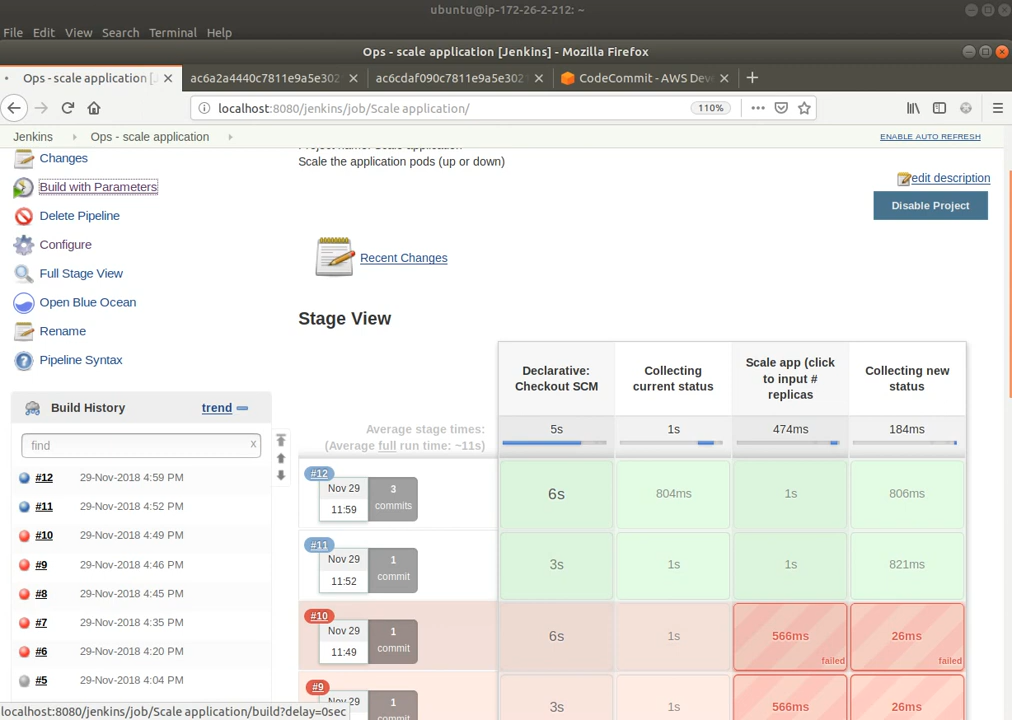 ubuntu@ip-172-26-2-212: ~
File Edit View Search Terminal Help
Ops - scale application [Jenkins] - Mozilla Firefox
Ops - scale application [J
ac6a2a4440c7811e9a5e302
ac6cdaf090c7811e9a5e302
CodeCommit - AWS Deve
localhost:8080/jenkins/job/Scale application/
110%
Jenkins
Ops - scale application
ENABLE AUTO REFRESH
Changes
Build with Parameters
Delete Pipeline
Configure
Full Stage View
Open Blue Ocean
Rename
Pipeline Syntax
Project name: Scale application
Scale the application pods (up or down)
edit description
Disable Project
Recent Changes
Stage View
Build History
trend
find
x
#12 29-Nov-2018 4:59 PM
#11 29-Nov-2018 4:52 PM
#10 29-Nov-2018 4:49 PM
#9 29-Nov-2018 4:46 PM
#8 29-Nov-2018 4:45 PM
#7 29-Nov-2018 4:35 PM
#6 29-Nov-2018 4:20 PM
#5 29-Nov-2018 4:04 PM
Declarative:
Checkout SCM
Collecting
current status
Scale app (click
to input #
replicas
Collecting new
status
Average stage times:
(Average full run time: ~11s)
5s
1s
474ms
184ms
#12
Nov 29
11:59
3
commits
6s
804ms
1s
806ms
#11
Nov 29
11:52
1
commit
3s
1s
1s
821ms
#10
Nov 29
11:49
1
commit
6s
1s
566ms
failed
26ms
failed
#9
Nov 29
1
commit
3s
1s
566ms
26ms
localhost:8080/jenkins/job/Scale application/build?delay=0sec